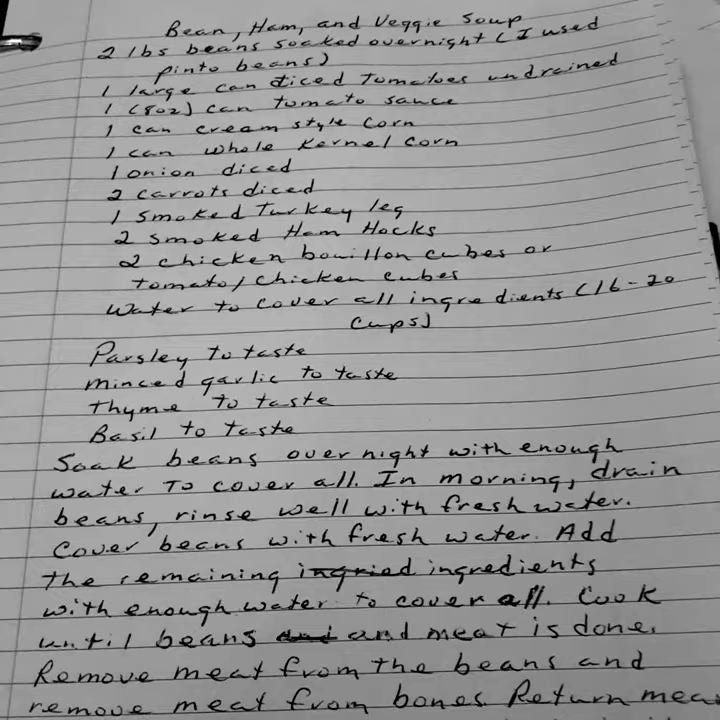 Bean, Ham, and Veggie Soup
2 lbs beans soaked overnight (I used
pinto beans)
1 large can diced tomatoes undrained
1 (8oz) can tomato sauce
1 can cream style corn
1 can whole kernel corn
1 onion diced
2 carrots diced
1 smoked Turkey leg
2 smoked Ham Hocks
2 chicken bouillon cubes or
tomato/chicken cubes
Water to cover all ingredients (16-20
cups)
Parsley to taste
minced garlic to taste
thyme to taste
Basil to taste
Soak beans over night with enough
water to cover all. In morning, drain
beans, rinse well with fresh water.
Cover beans with fresh water. Add
the remaining ingried ingredients
with enough water to cover all. Cook
until beans and and meat is done.
Remove meat from the beans and
remove meat from bones. Return mea